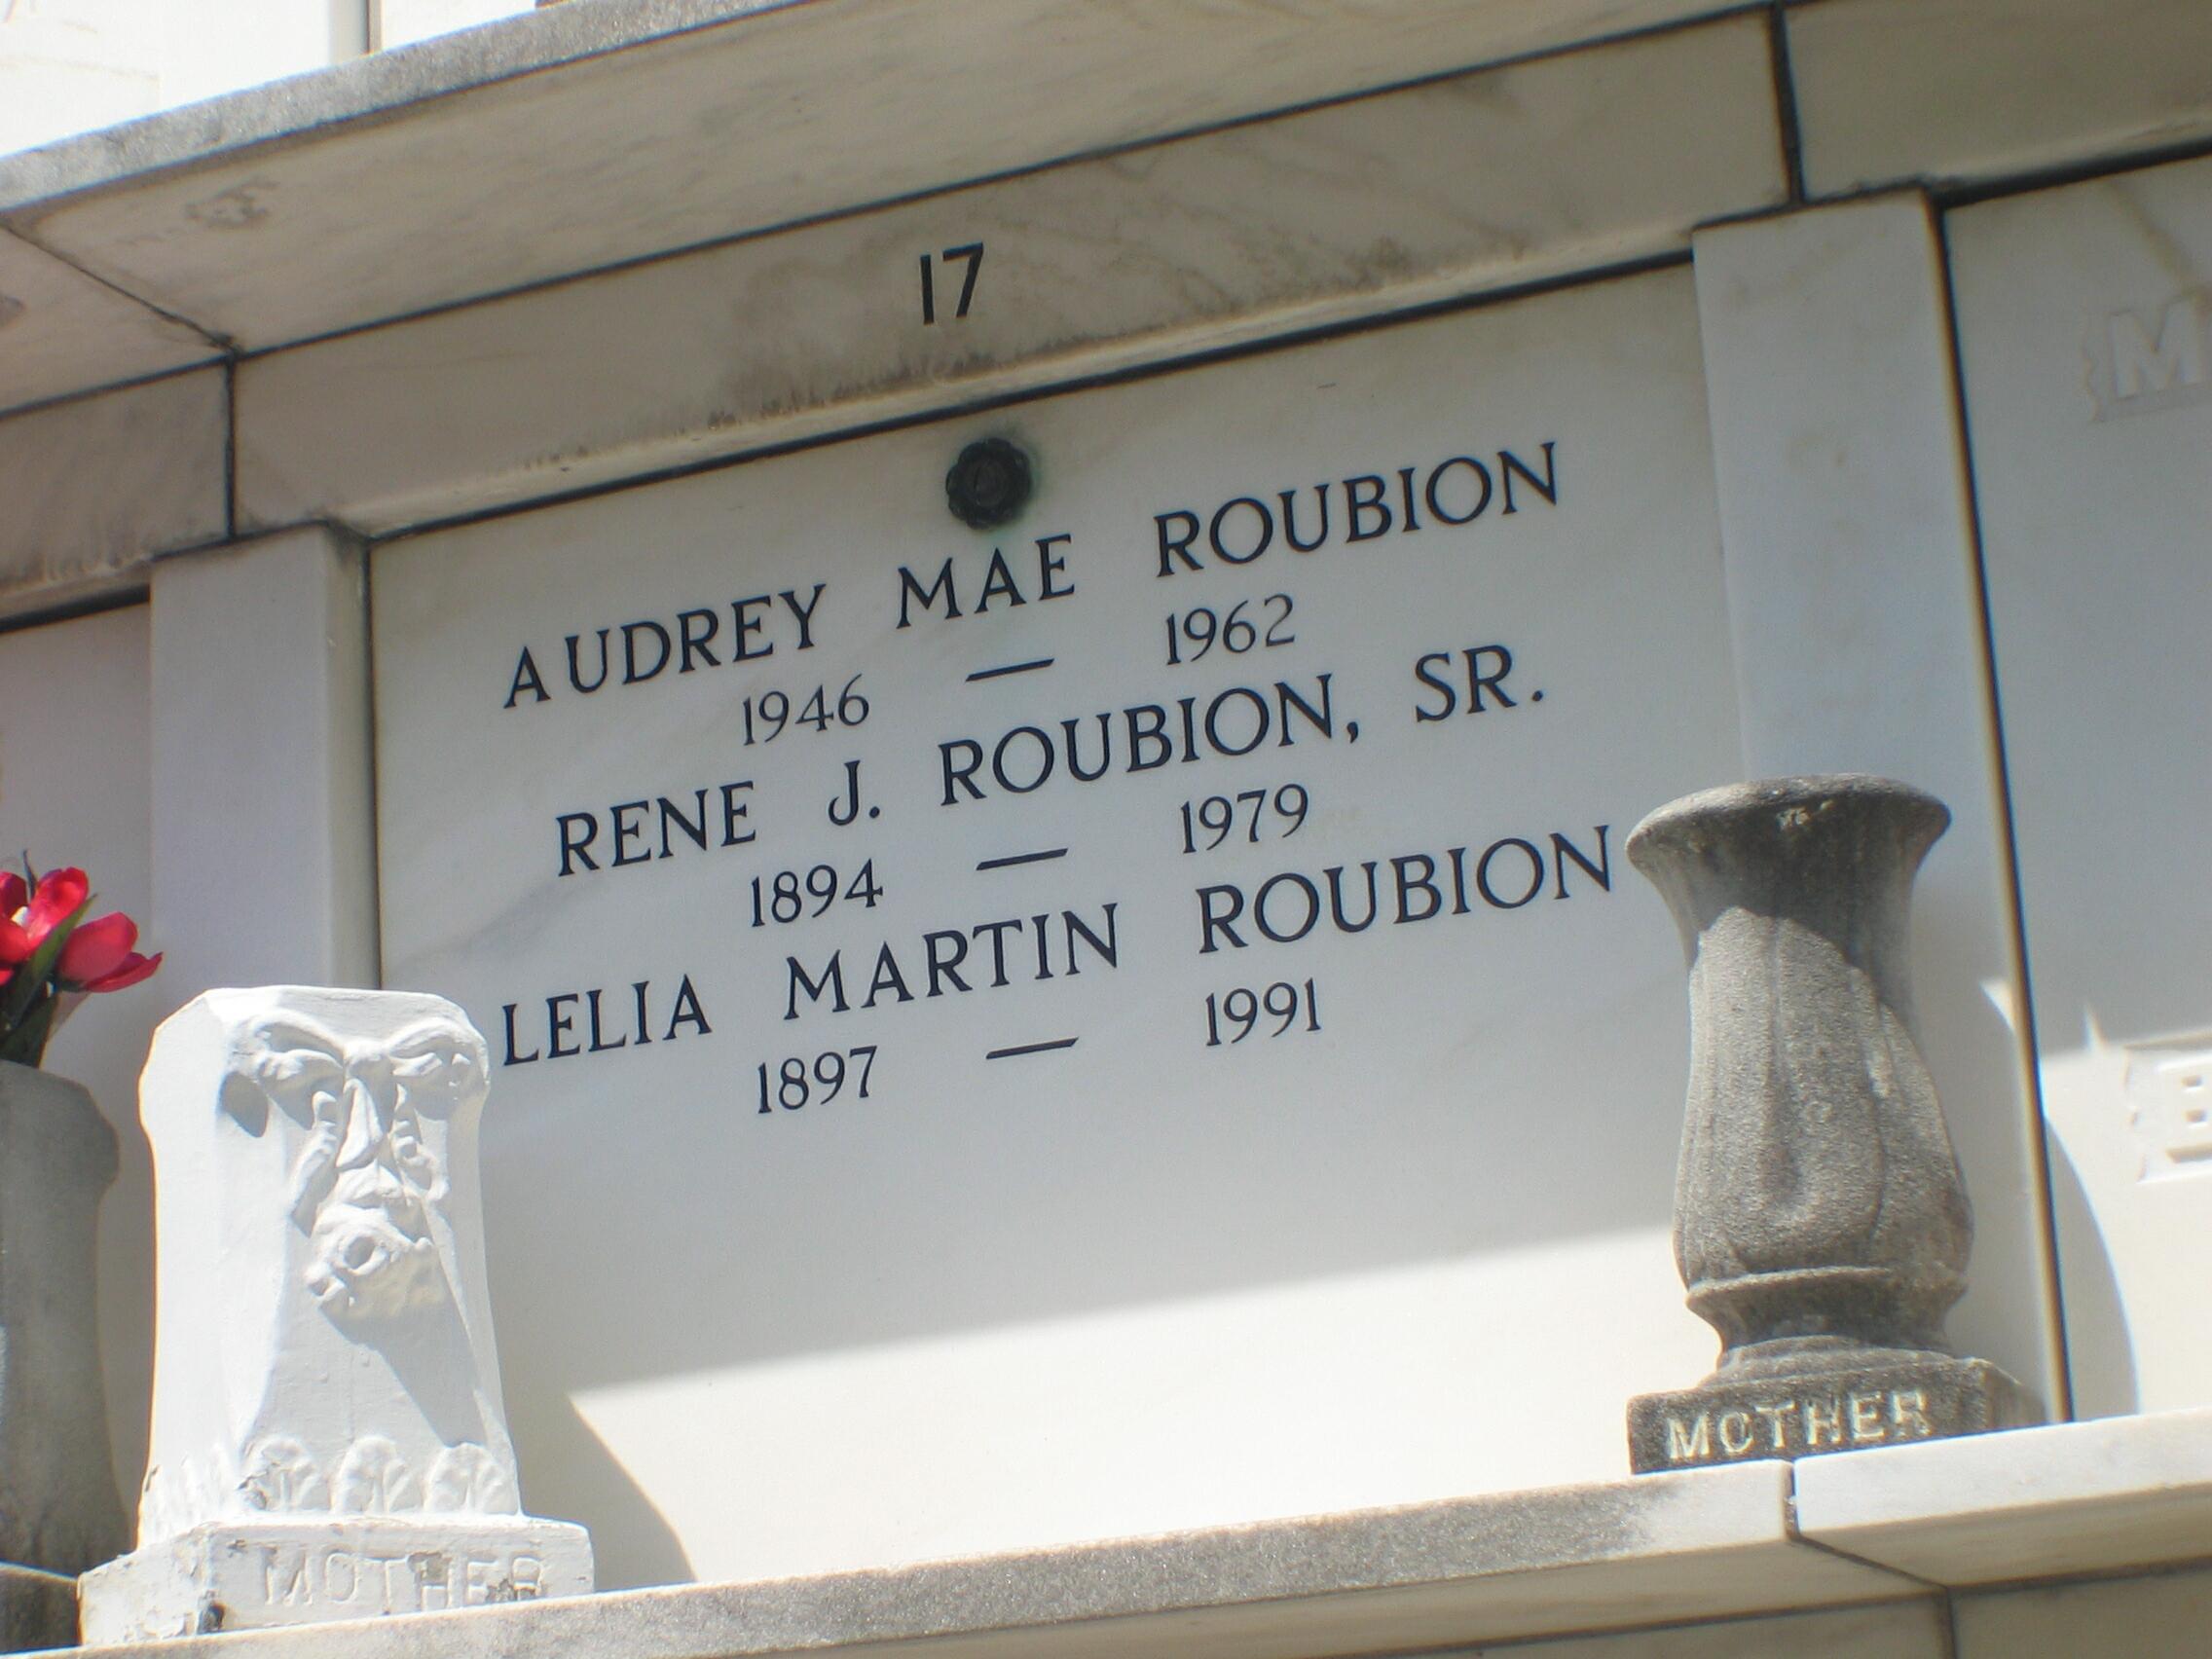 17
AUDREY MAE ROUBION
1946 — 1962
RENE J. ROUBION, SR.
1894 — 1979
LELIA MARTIN ROUBION
1897 — 1991
MOTHER
MOTHER